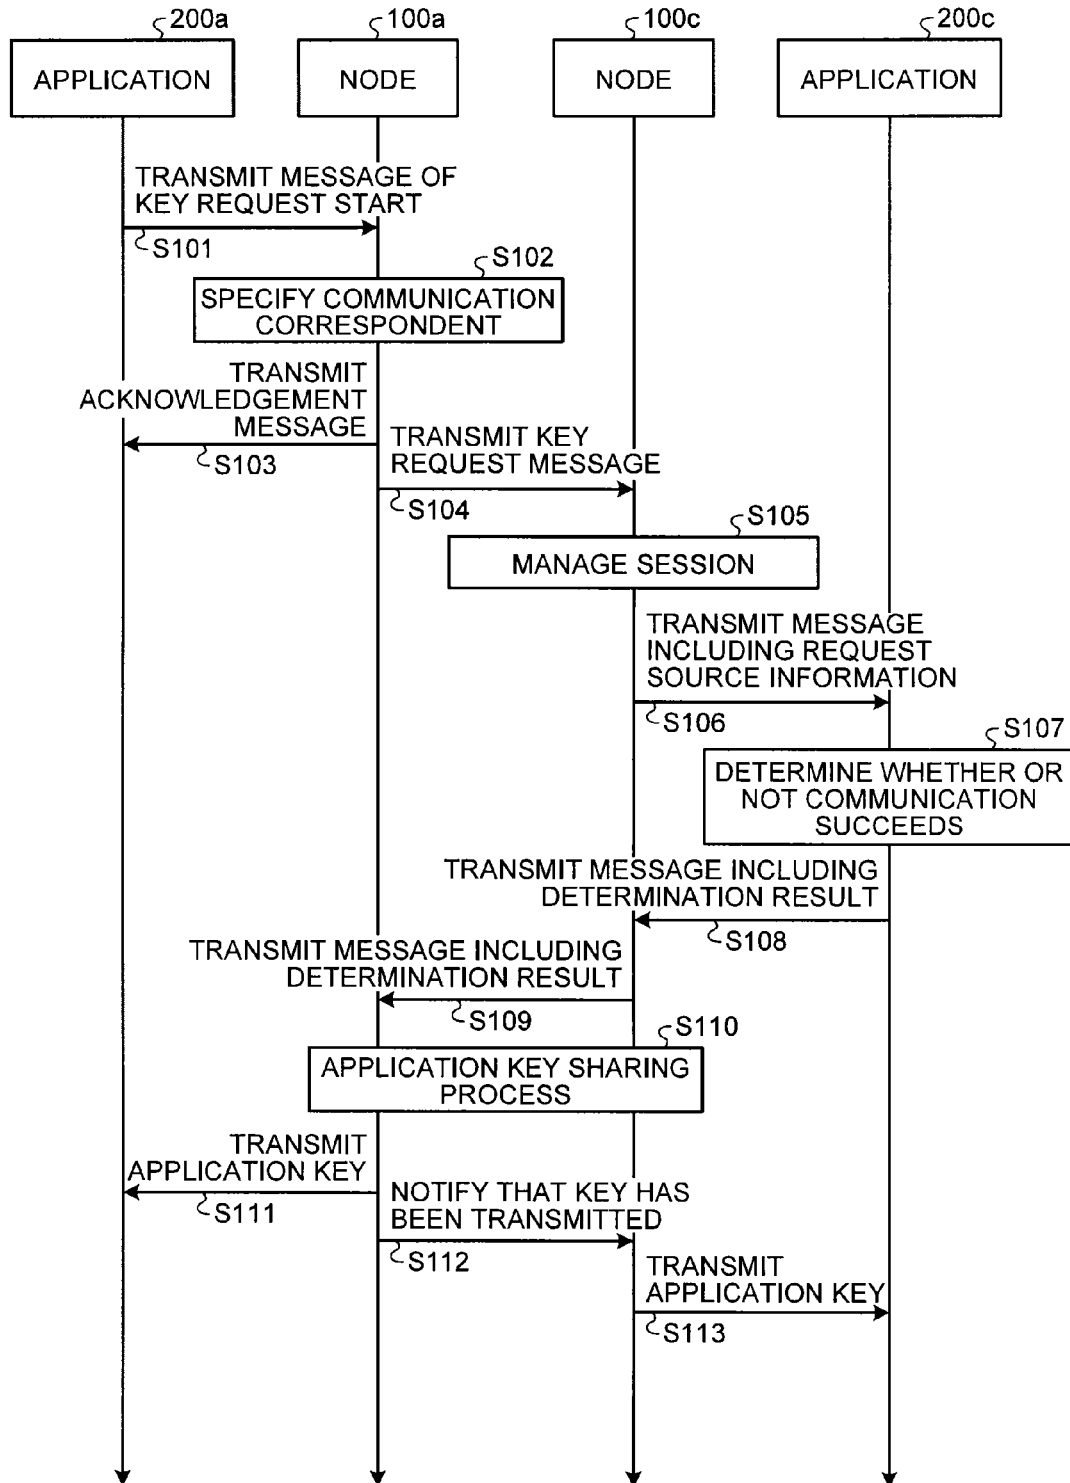 200a
100a
100c
200c
APPLICATION
NODE
NODE
APPLICATION
TRANSMIT MESSAGE OF
KEY REQUEST START
S101
S102
SPECIFY COMMUNICATION
CORRESPONDENT
TRANSMIT
ACKNOWLEDGEMENT
MESSAGE
S103
TRANSMIT KEY
REQUEST MESSAGE
S104
S105
MANAGE SESSION
TRANSMIT MESSAGE
INCLUDING REQUEST
SOURCE INFORMATION
S106
S107
DETERMINE WHETHER OR
NOT COMMUNICATION
SUCCEEDS
TRANSMIT MESSAGE INCLUDING
DETERMINATION RESULT
S108
TRANSMIT MESSAGE INCLUDING
DETERMINATION RESULT
S109
S110
APPLICATION KEY SHARING
PROCESS
TRANSMIT
APPLICATION KEY
S111
NOTIFY THAT KEY HAS
BEEN TRANSMITTED
S112
TRANSMIT
APPLICATION KEY
S113